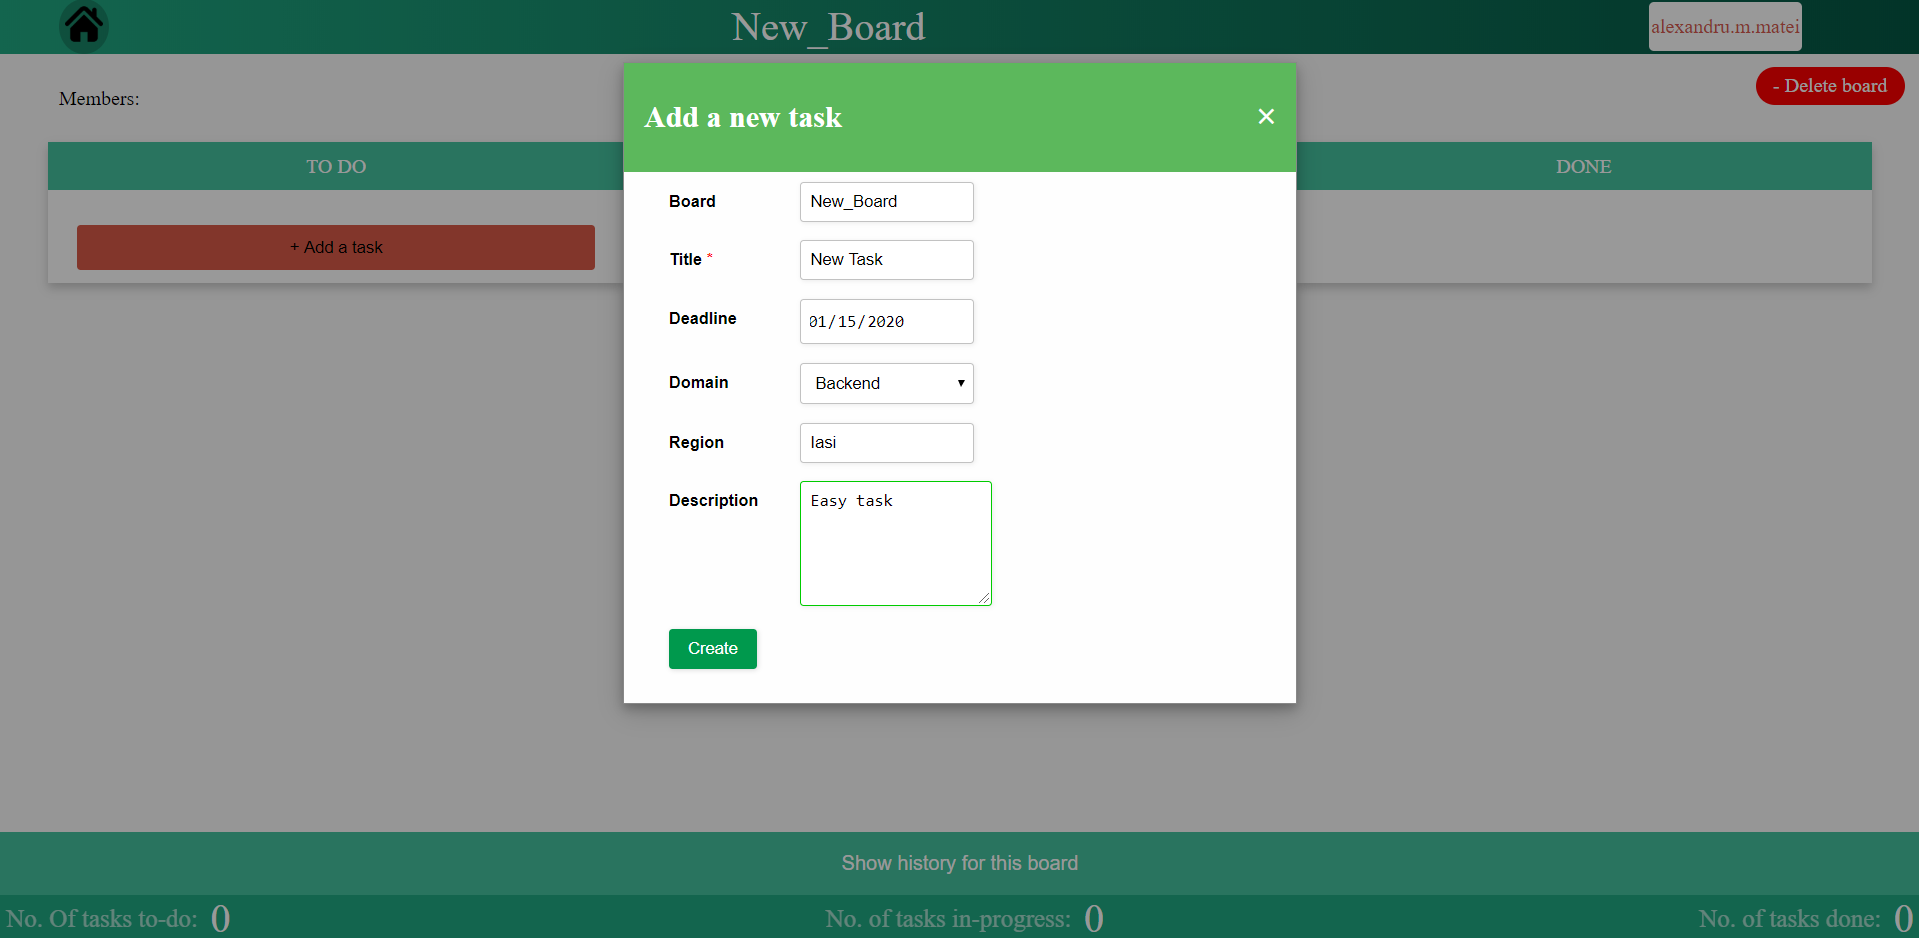 New_Board
alexandru.m.matei
Members:
- Delete board
TO DO
DONE
+ Add a task
Add a new task
×
Board
New_Board
Title *
New Task
Deadline
01/15/2020
Domain
Backend
Region
Iasi
Description
Easy task
Create
Show history for this board
No. Of tasks to-do: 0
No. of tasks in-progress: 0
No. of tasks done: 0